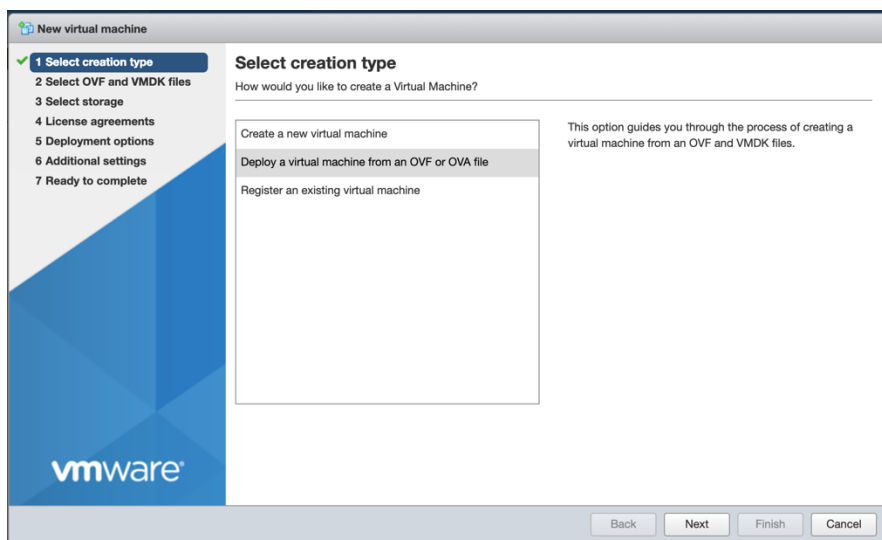 New virtual machine
1 Select creation type
2 Select OVF and VMDK files
3 Select storage
4 License agreements
5 Deployment options
6 Additional settings
7 Ready to complete
vmware®
Select creation type
How would you like to create a Virtual Machine?
Create a new virtual machine
Deploy a virtual machine from an OVF or OVA file
Register an existing virtual machine
This option guides you through the process of creating a
virtual machine from an OVF and VMDK files.
Back Next Finish Cancel